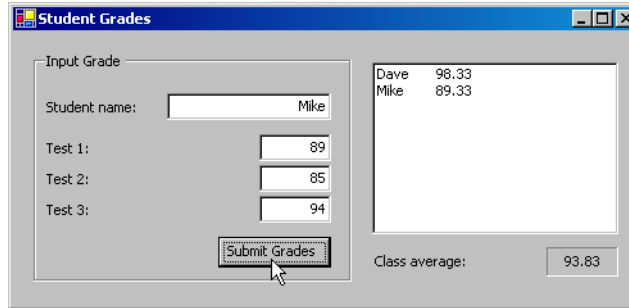 Student Grades
Input Grade
Student name: Mike
Test 1: 89
Test 2: 85
Test 3: 94
Submit Grades
Dave 98.33
Mike 89.33
Class average: 93.83